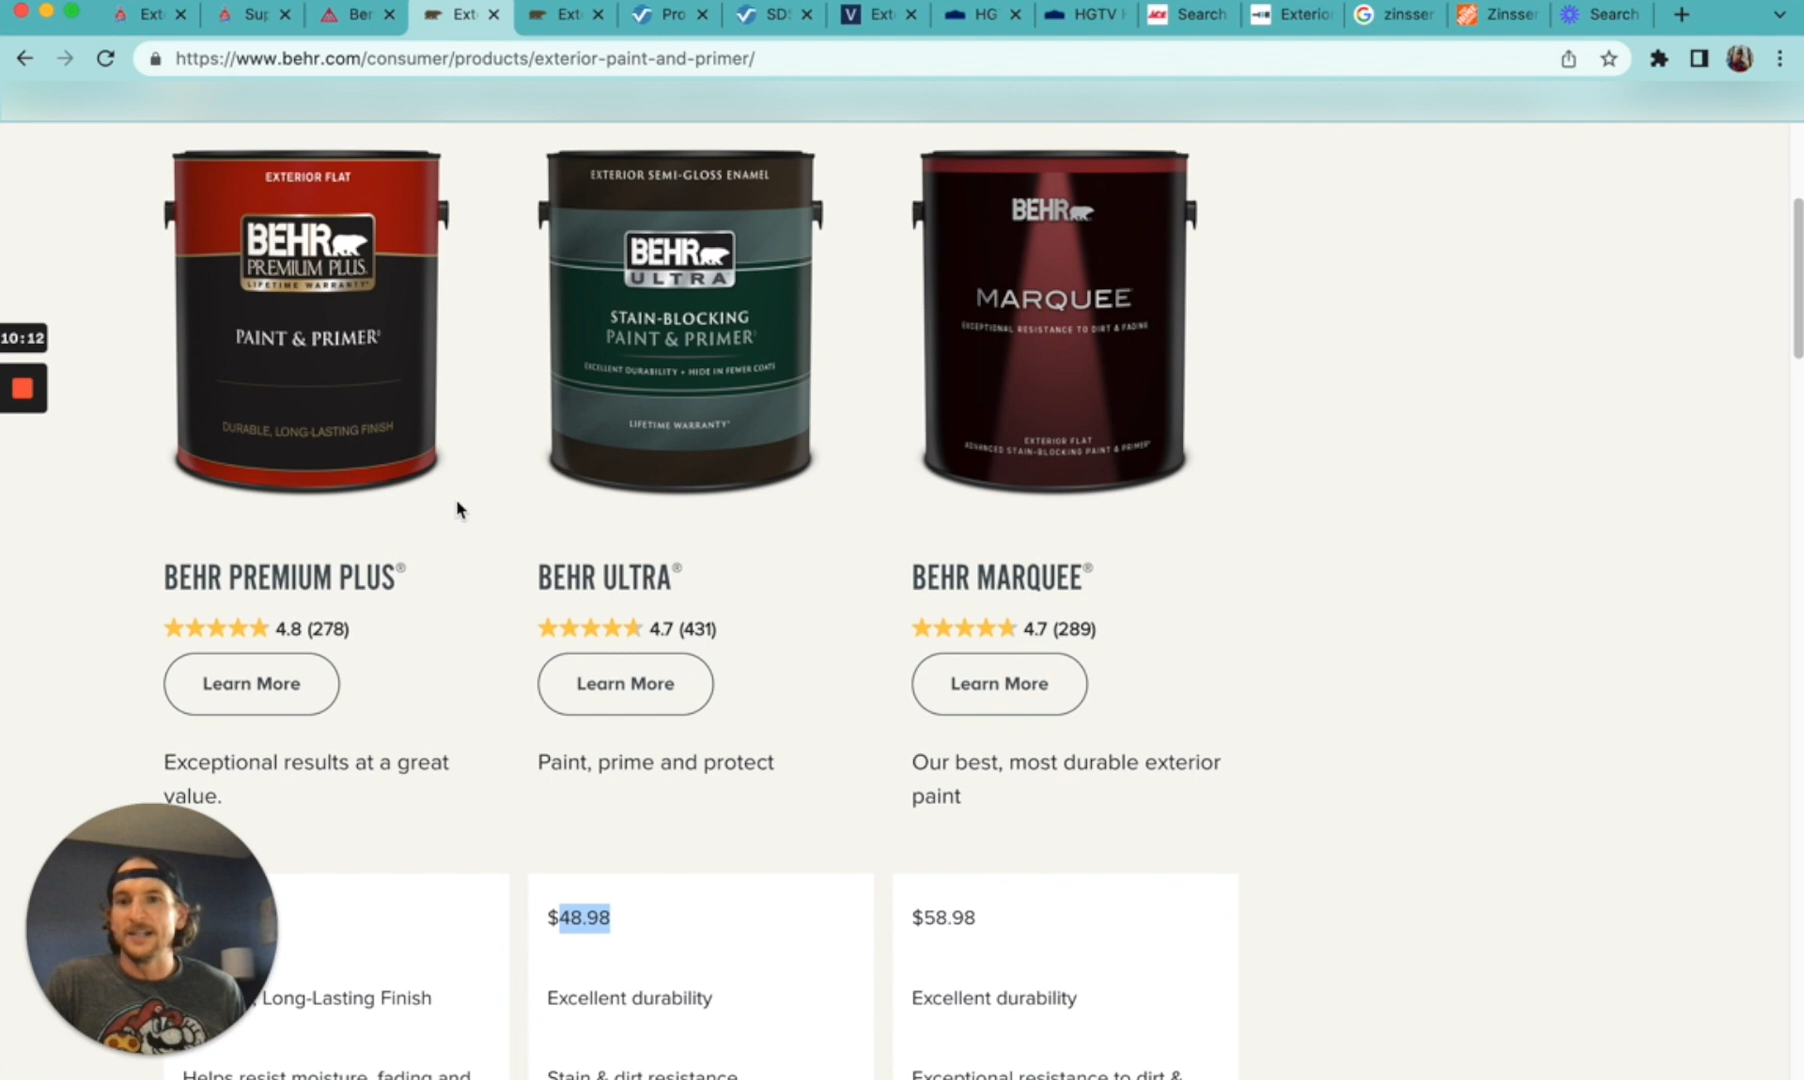 Ext
Sup
Ber
Ext
Ext
Pro
SD
Ext
HG
HGTV
Search
Exterio
zinsser
Zinsser
Search
https://www.behr.com/consumer/products/exterior-paint-and-primer/
EXTERIOR FLAT
BEHR
PREMIUM PLUS
LIFETIME WARRANTY
PAINT & PRIMER
DURABLE, LONG-LASTING FINISH
EXTERIOR SEMI-GLOSS ENAMEL
BEHR
ULTRA
STAIN-BLOCKING
PAINT & PRIMER
EXCELLENT DURABILITY • HIDE IN FEWER COATS
LIFETIME WARRANTY
BEHR
MARQUEE
EXCEPTIONAL RESISTANCE TO DIRT & FADING
EXTERIOR FLAT
ADVANCED STAIN-BLOCKING PAINT & PRIMER
10:12
BEHR PREMIUM PLUS®
BEHR ULTRA®
BEHR MARQUEE®
4.8 (278)
4.7 (431)
4.7 (289)
Learn More
Learn More
Learn More
Exceptional results at a great
value.
Paint, prime and protect
Our best, most durable exterior
paint
$48.98
$58.98
, Long-Lasting Finish
Excellent durability
Excellent durability
Helps resist moisture, fading and
Stain & dirt resistance
Exceptional resistance to dirt &